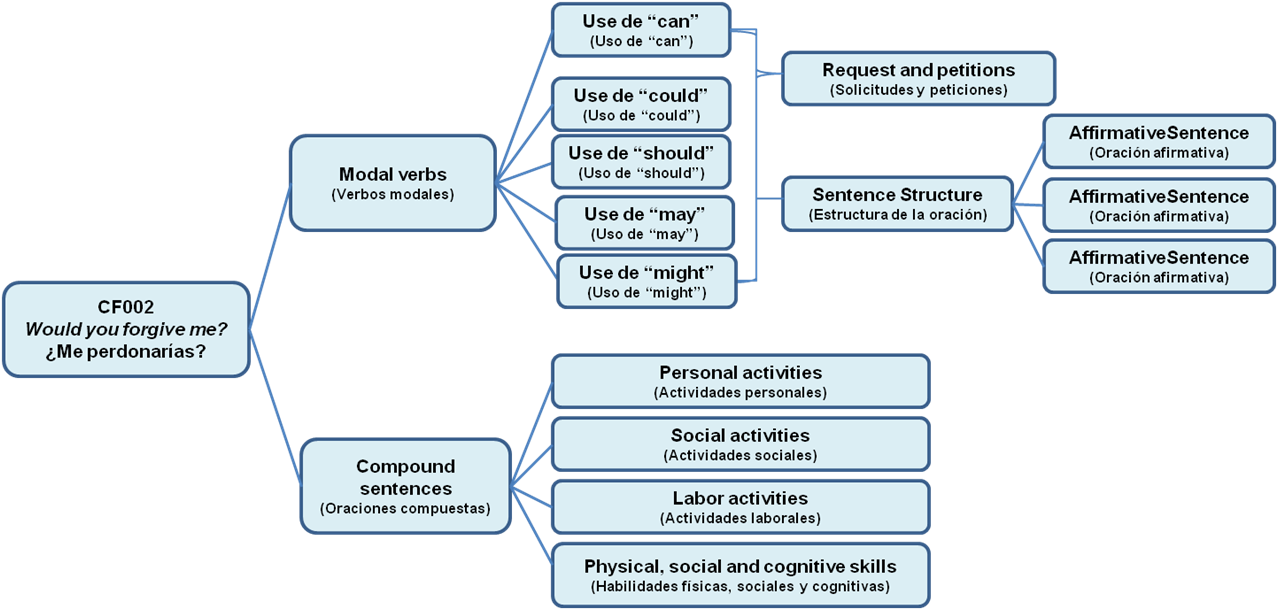 CF002
Would you forgive me?
¿Me perdonarías?
Modal verbs
(Verbos modales)
Use de “can”
(Uso de “can”)
Use de “could”
(Uso de “could”)
Use de “should”
(Uso de “should”)
Use de “may”
(Uso de “may”)
Use de “might”
(Uso de “might”)
Request and petitions
(Solicitudes y peticiones)
Sentence Structure
(Estructura de la oración)
AffirmativeSentence
(Oración afirmativa)
AffirmativeSentence
(Oración afirmativa)
AffirmativeSentence
(Oración afirmativa)
Compound
sentences
(Oraciones compuestas)
Personal activities
(Actividades personales)
Social activities
(Actividades sociales)
Labor activities
(Actividades laborales)
Physical, social and cognitive skills
(Habilidades físicas, sociales y cognitivas)